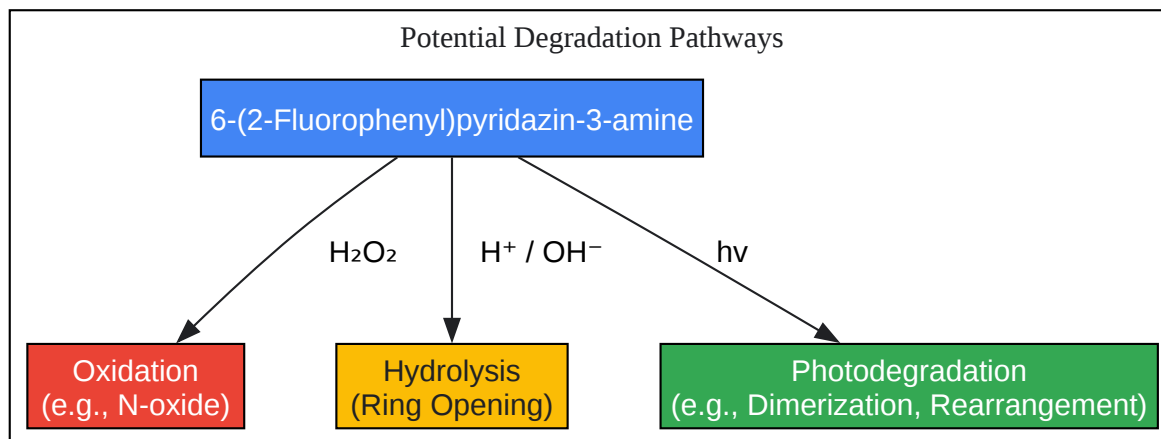 Potential Degradation Pathways
6-(2-Fluorophenyl)pyridazin-3-amine
H₂O₂
H⁺ / OH⁻
hv
Oxidation
(e.g., N-oxide)
Hydrolysis
(Ring Opening)
Photodegradation
(e.g., Dimerization, Rearrangement)